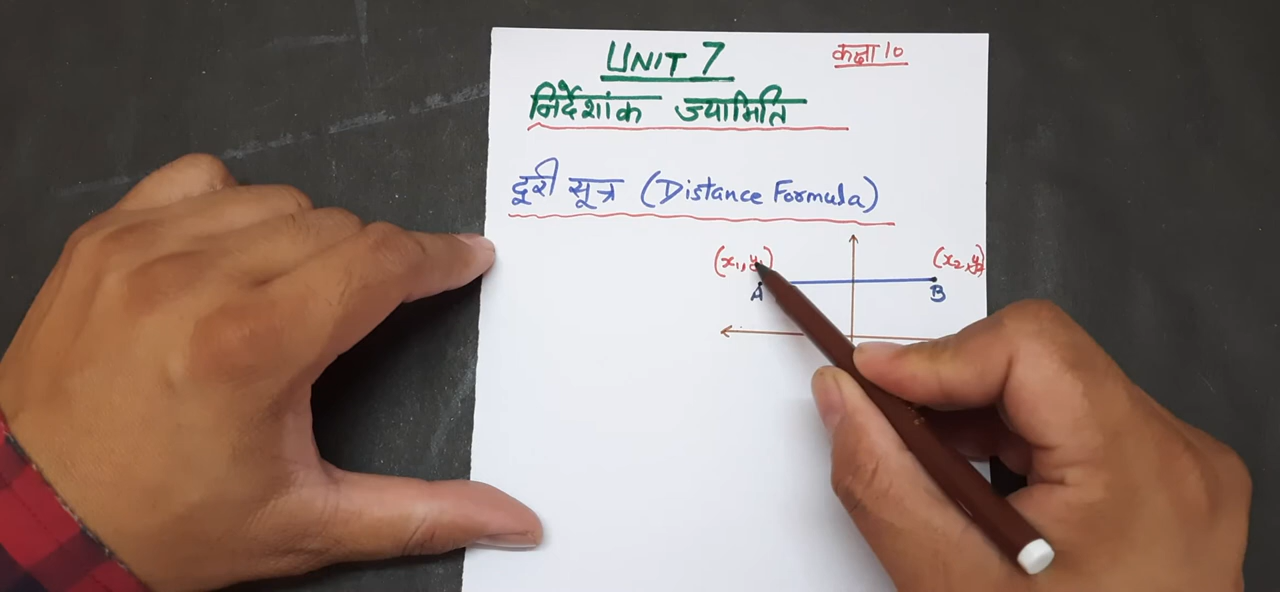 UNIT 7
कक्षा 10
निर्देशांक ज्यामिति
दूरी सूत्र (Distance Formula)
(x₁, y₁)
(x₂, y₂)
A
B